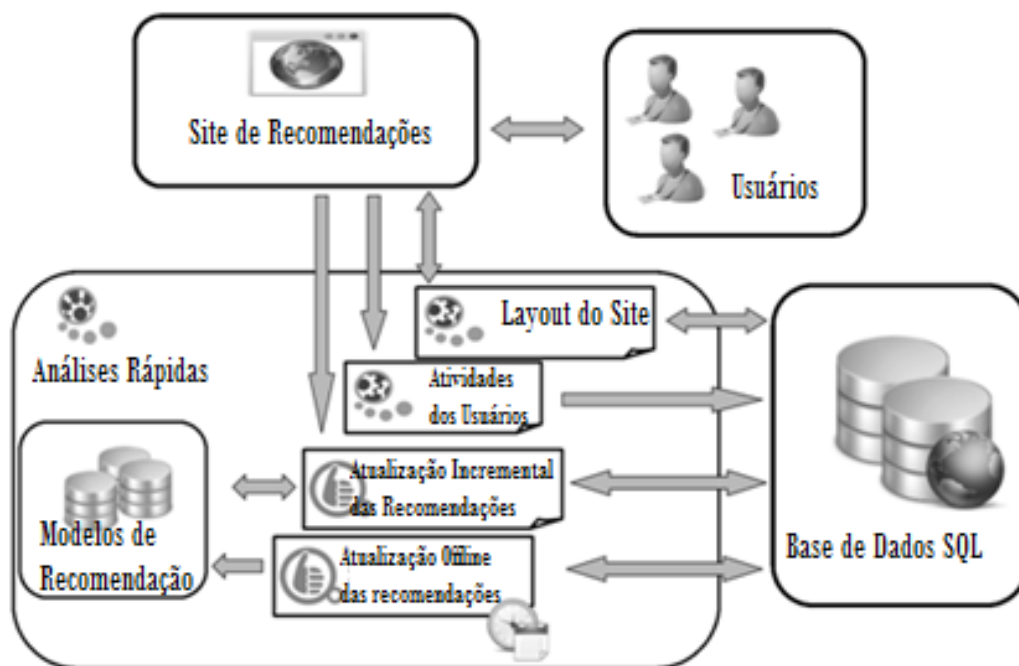 Site de Recomendações
Usuários
Análises Rápidas
Layout do Site
Atividades
dos Usuários
Atualização Incremental
das Recomendações
Modelos de
Recomendação
Atualização Offline
das recomendações
Base de Dados SQL